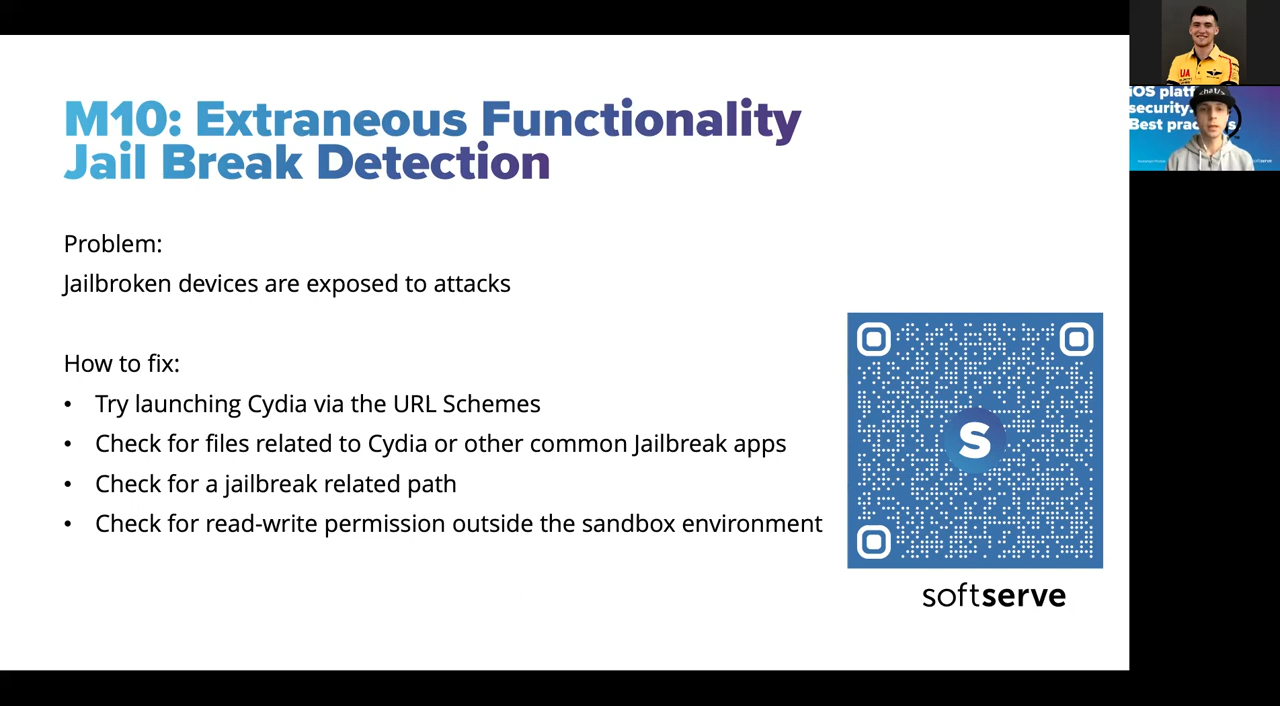 M10: Extraneous Functionality
Jail Break Detection
Problem:
Jailbroken devices are exposed to attacks
How to fix:
• Try launching Cydia via the URL Schemes
• Check for files related to Cydia or other common Jailbreak apps
• Check for a jailbreak related path
• Check for read-write permission outside the sandbox environment
S
softserve
UA
iOS platf
security
Best prac s
softserve